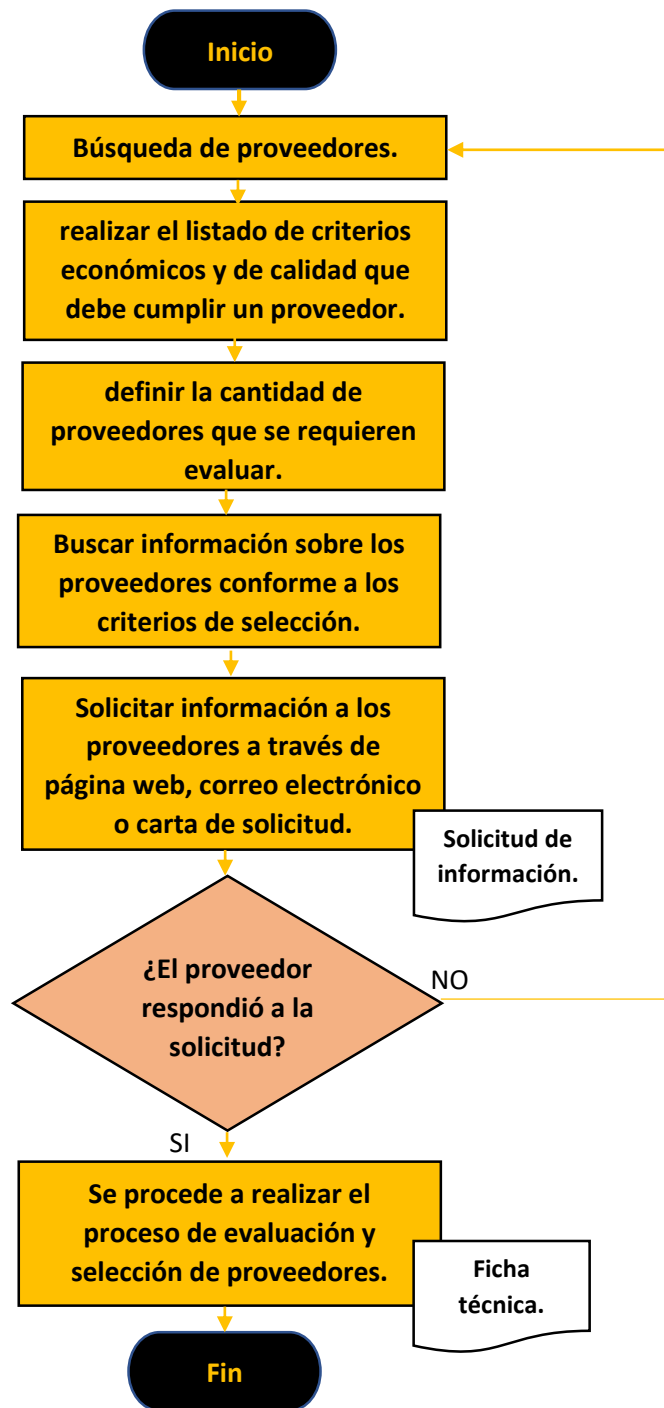 Inicio
Búsqueda de proveedores.
realizar el listado de criterios
económicos y de calidad que
debe cumplir un proveedor.
definir la cantidad de
proveedores que se requieren
evaluar.
Buscar información sobre los
proveedores conforme a los
criterios de selección.
Solicitar información a los
proveedores a través de
página web, correo electrónico
o carta de solicitud.
Solicitud de
información.
¿El proveedor
respondió a la
solicitud?
NO
SI
Se procede a realizar el
proceso de evaluación y
selección de proveedores.
Ficha
técnica.
Fin